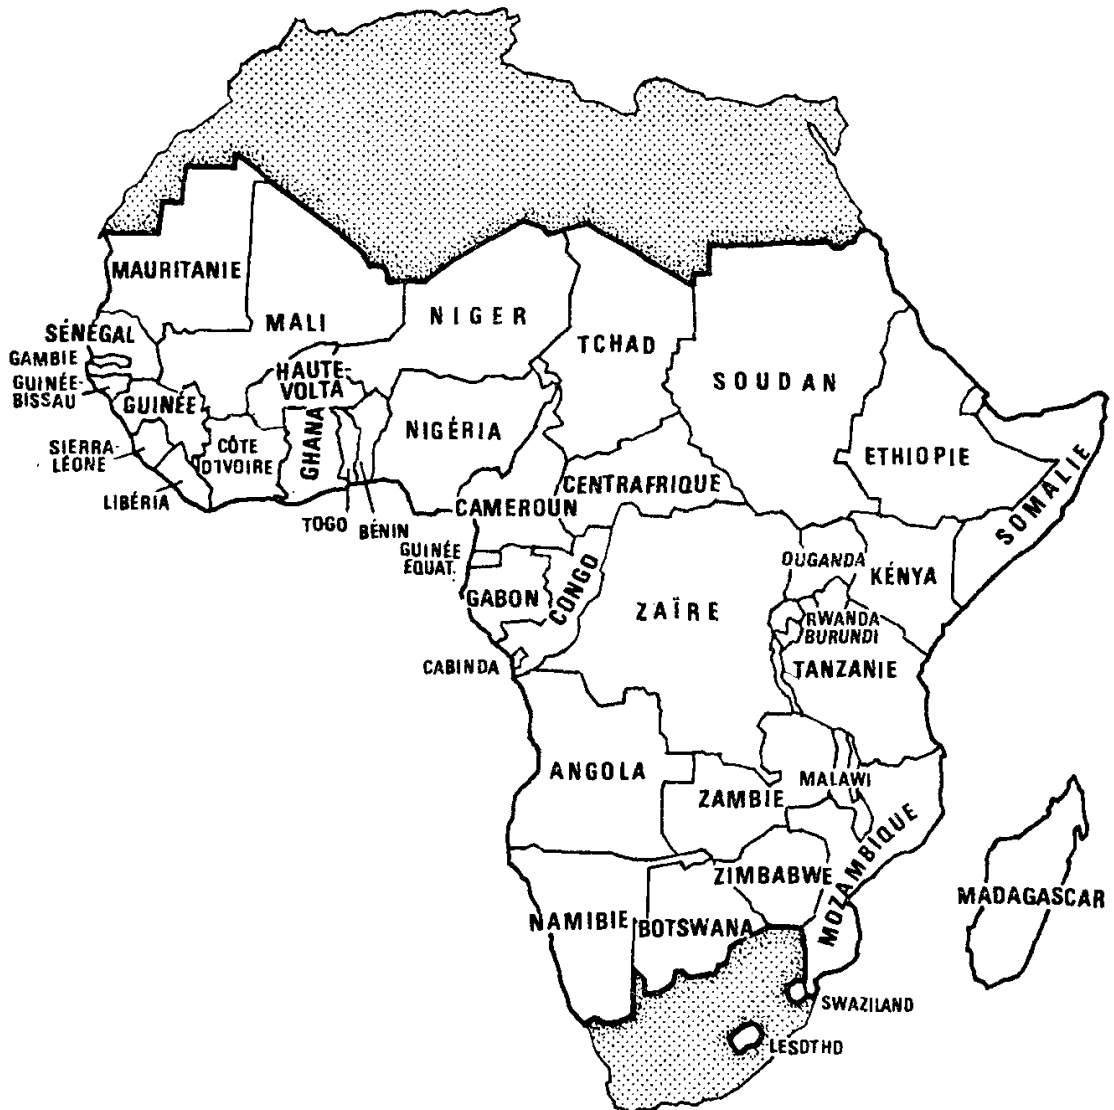 MAURITANIE
MALI
NIGER
TCHAD
SOUDAN
SÉNÉGAL
GAMBIE
GUINÉE-
BISSAU
GUINÉE
HAUTE-
VOLTA
SIERRA-
LÉONE
LIBÉRIA
CÔTE
D'IVOIRE
GHANA
TOGO
BÉNIN
NIGÉRIA
CAMEROUN
CENTRAFRIQUE
ETHIOPIE
SOMALIE
GUINÉE
ÉQUAT.
GABON
CONGO
ZAÏRE
OUGANDA
KÉNYA
RWANDA
BURUNDI
TANZANIE
CABINDA
ANGOLA
ZAMBIE
MALAWI
MOZAMBIQUE
ZIMBABWE
NAMIBIE
BOTSWANA
MADAGASCAR
SWAZILAND
LESOTHO